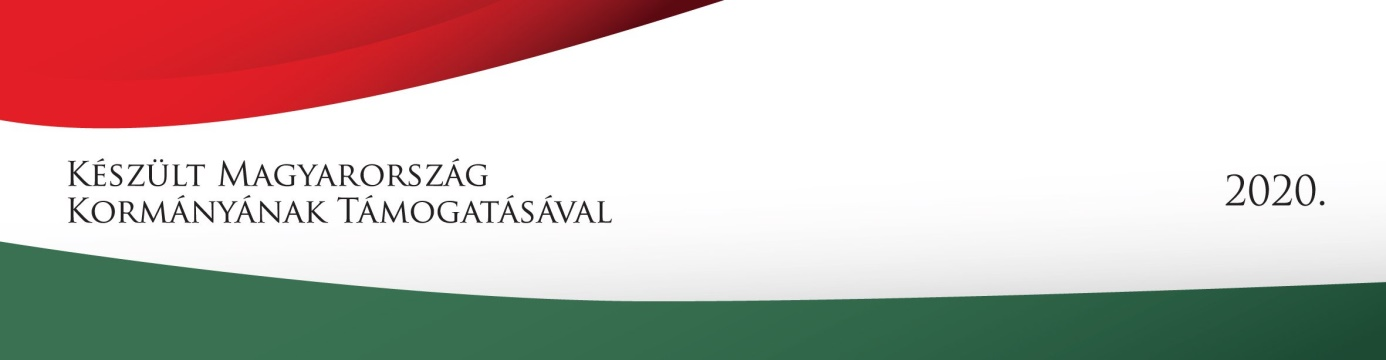 Készült Magyarország
Kormányának Támogatásával
2020.